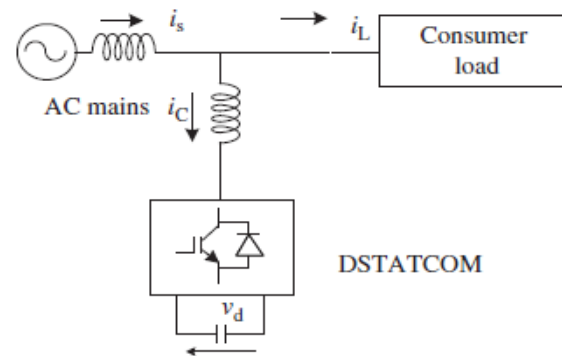 i_s
i_L
Consumer
load
AC mains
i_C
DSTATCOM
v_d